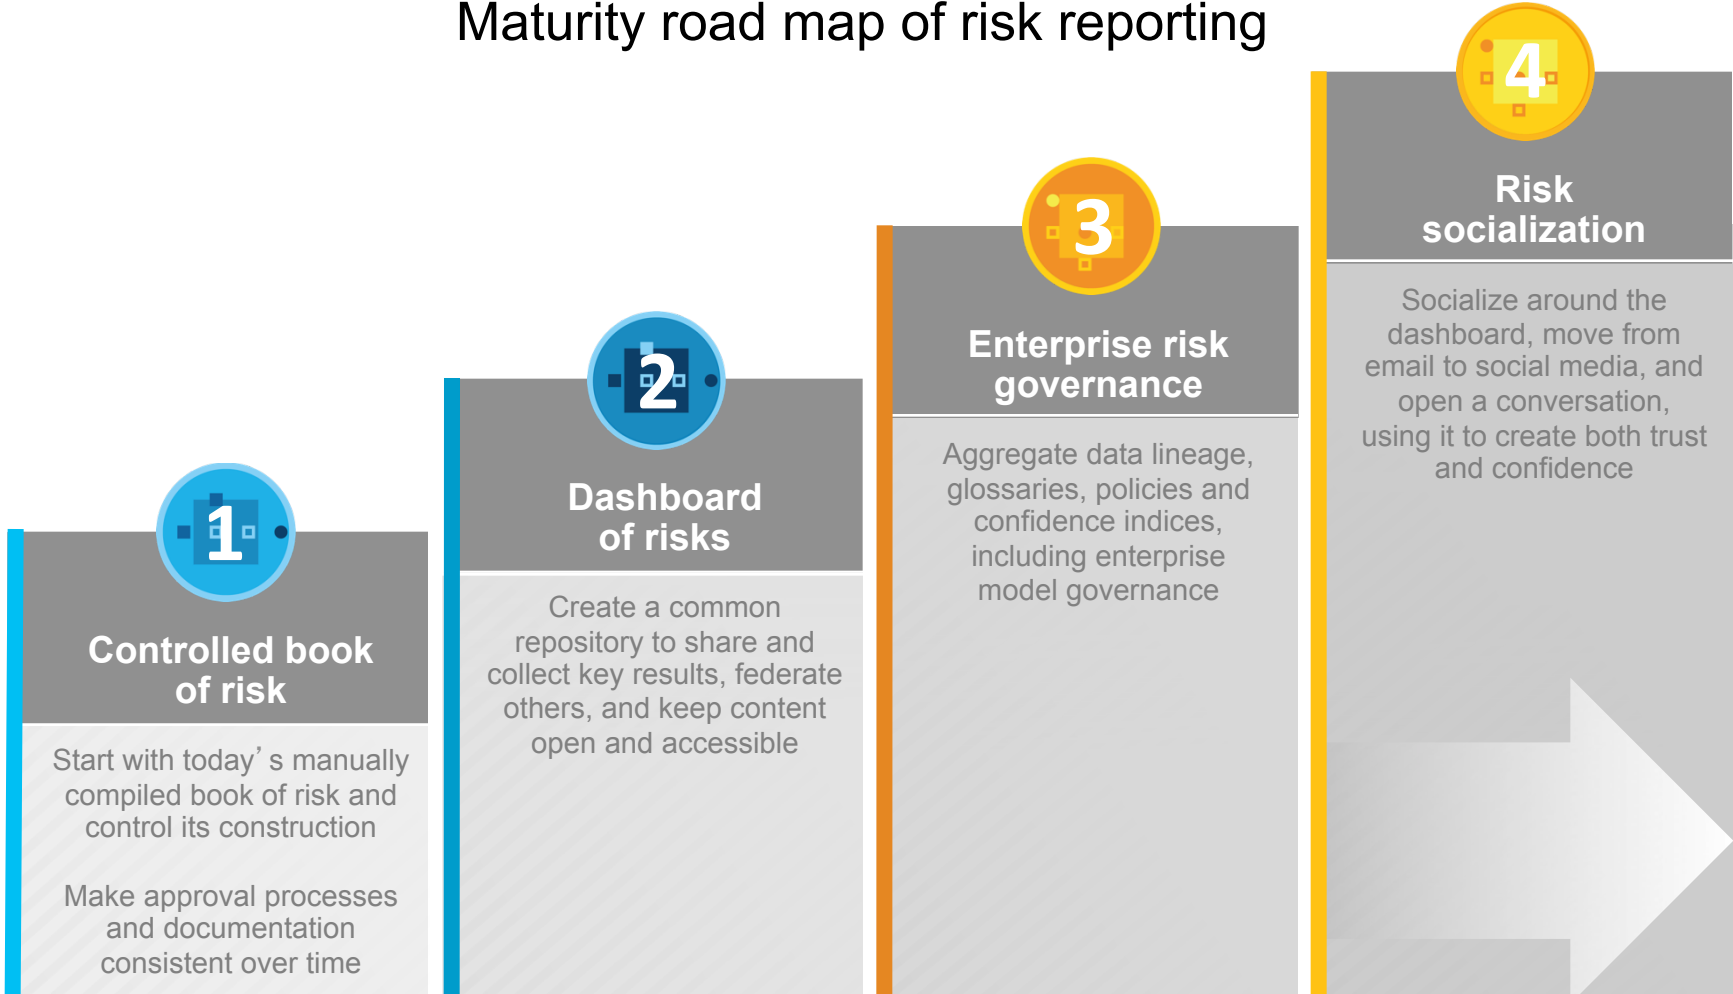 Maturity road map of risk reporting
1
Controlled book
of risk
Start with today’s manually
compiled book of risk and
control its construction
Make approval processes
and documentation
consistent over time
2
Dashboard
of risks
Create a common
repository to share and
collect key results, federate
others, and keep content
open and accessible
3
Enterprise risk
governance
Aggregate data lineage,
glossaries, policies and
confidence indices,
including enterprise
model governance
4
Risk
socialization
Socialize around the
dashboard, move from
email to social media, and
open a conversation,
using it to create both trust
and confidence